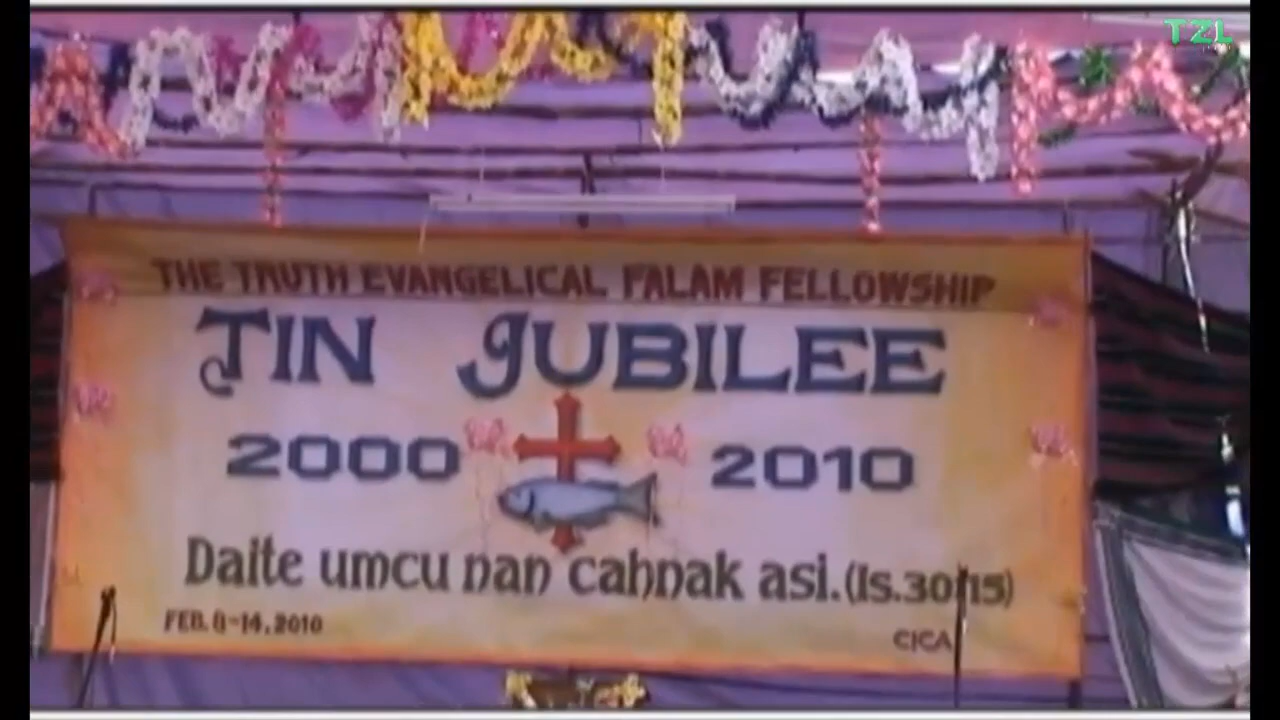 TZL
THE TRUTH EVANGELICAL FALAM FELLOWSHIP
TIN JUBILEE
2000 2010
Daite umcu nan cahnak asi. (Is. 30:15)
FEB. 8-14, 2010
CICA